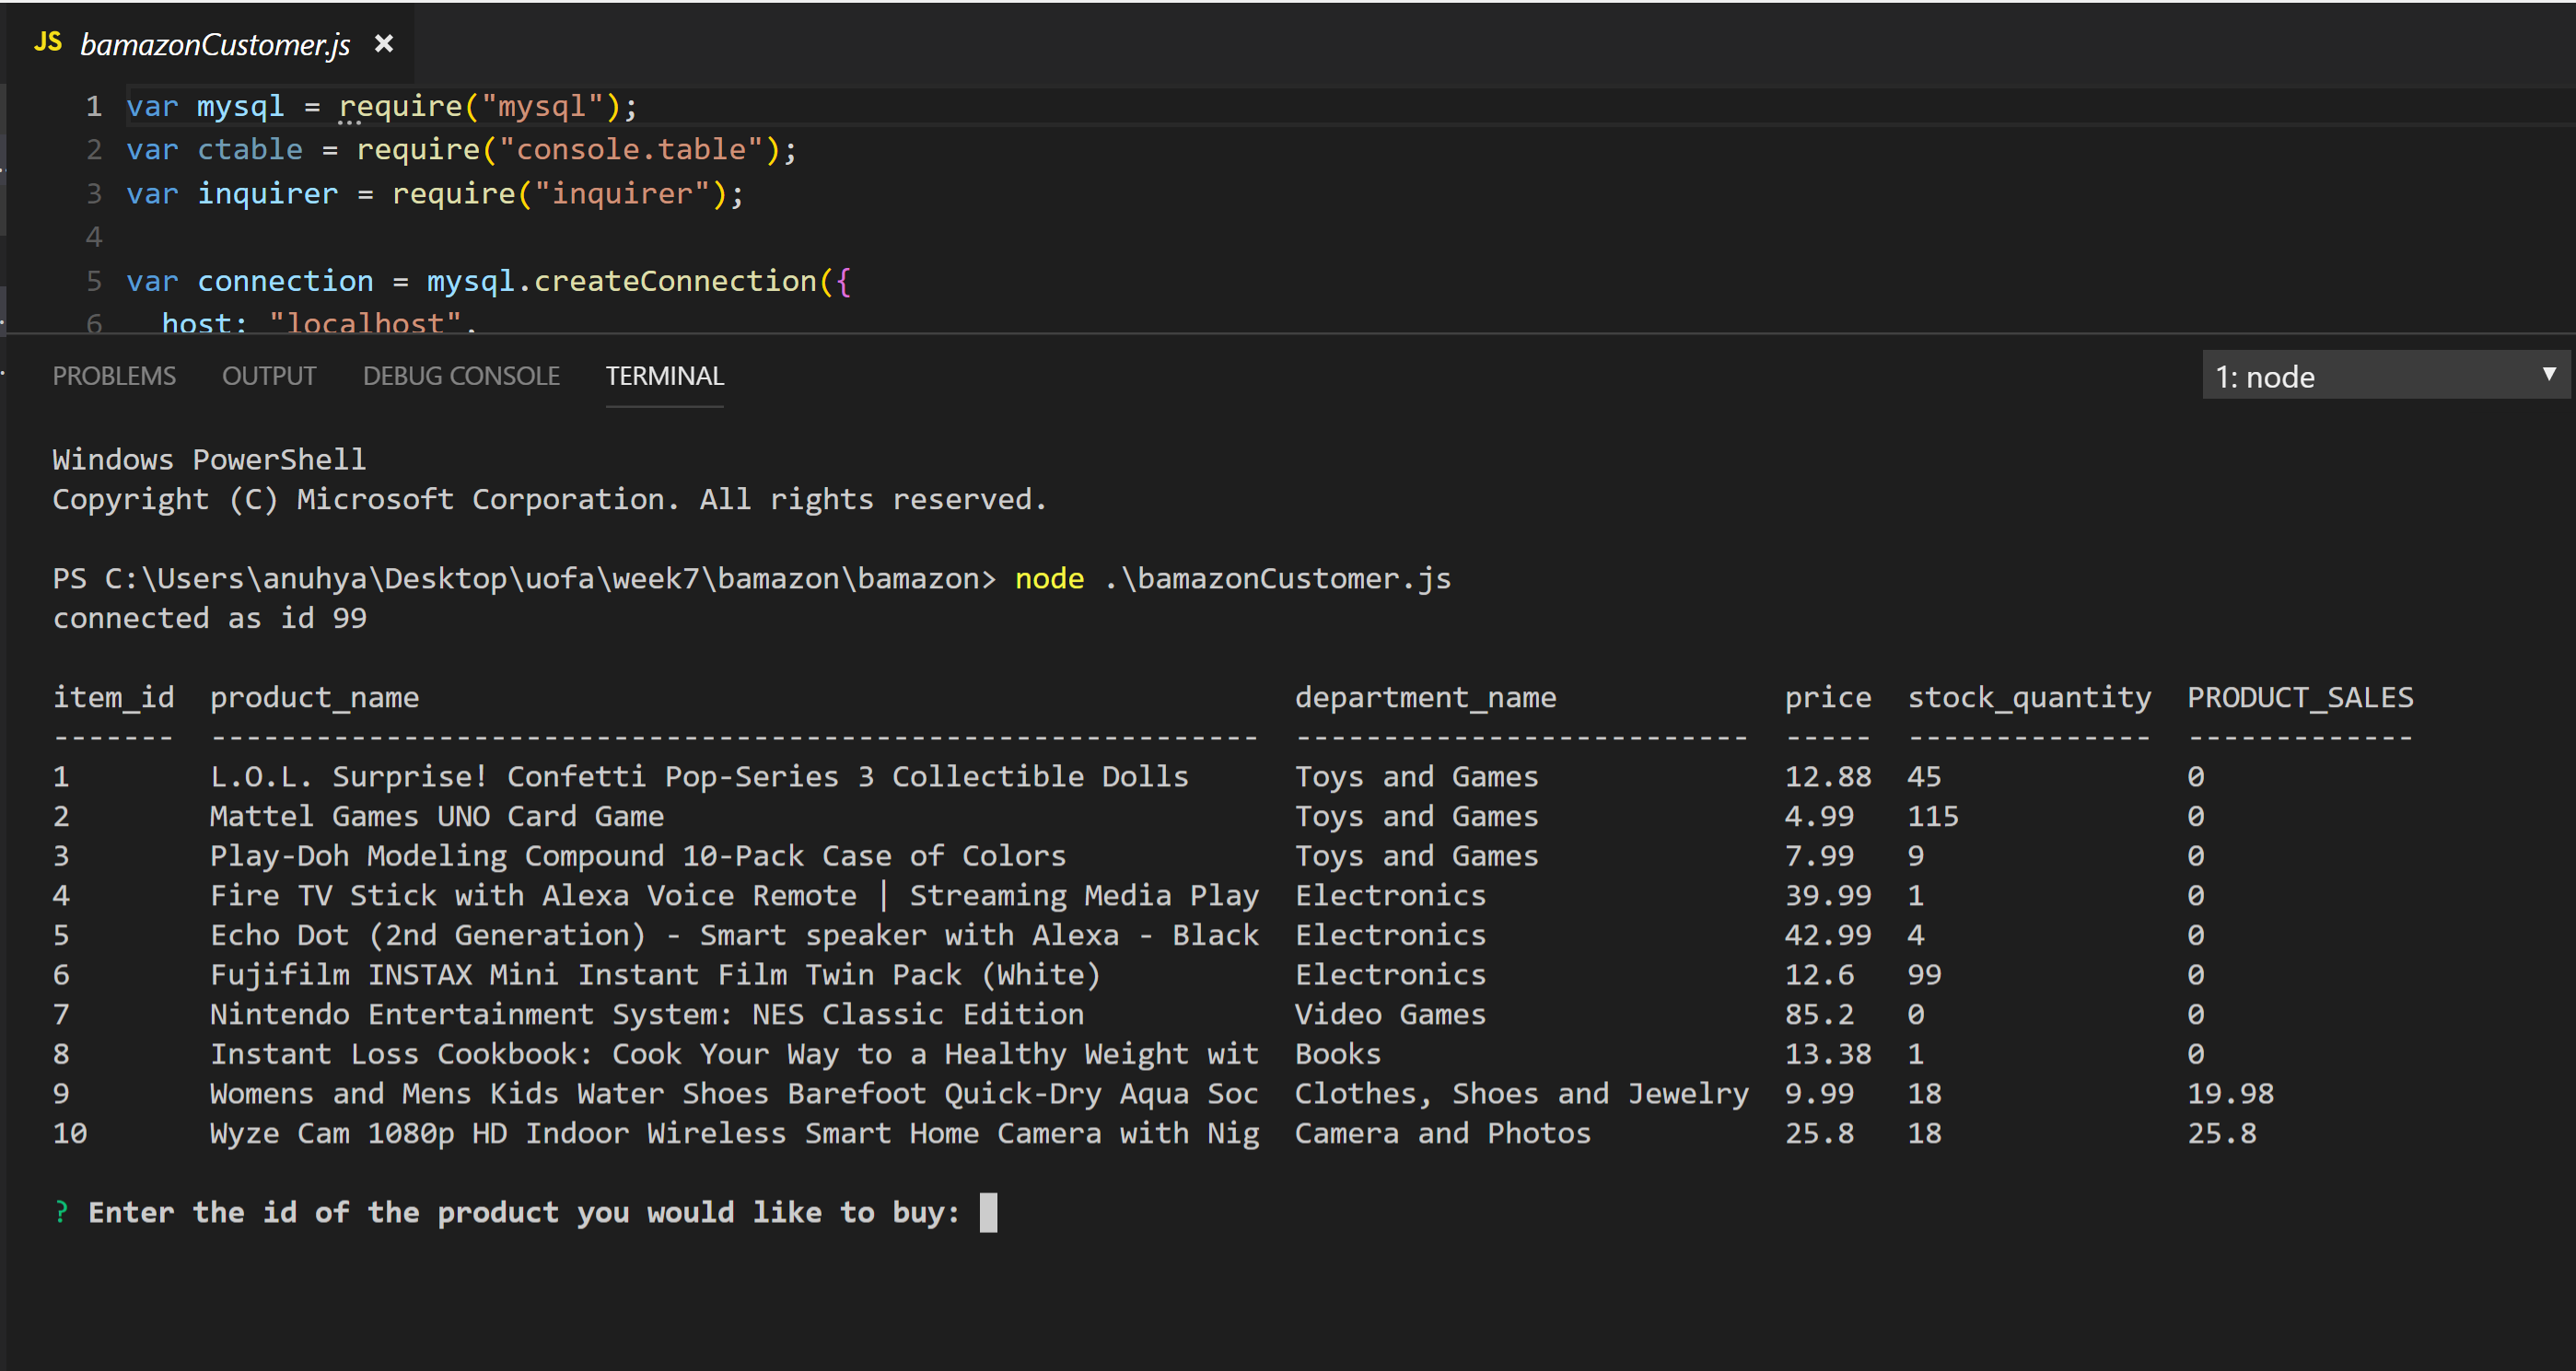 JS bamazonCustomer.js ×
1 var mysql = require("mysql");
2 var ctable = require("console.table");
3 var inquirer = require("inquirer");
4
5 var connection = mysql.createConnection({
6 host: "localhost",
PROBLEMS OUTPUT DEBUG CONSOLE TERMINAL 1: node
Windows PowerShell
Copyright (C) Microsoft Corporation. All rights reserved.
PS C:\Users\anuhya\Desktop\uofa\week7\bamazon\bamazon> node .\bamazonCustomer.js
connected as id 99
item_id product_name department_name price stock_quantity PRODUCT_SALES
------- ------------------------------------------------------------ -------------------------- ----- -------------- -------------
1 L.O.L. Surprise! Confetti Pop-Series 3 Collectible Dolls Toys and Games 12.88 45 0
2 Mattel Games UNO Card Game Toys and Games 4.99 115 0
3 Play-Doh Modeling Compound 10-Pack Case of Colors Toys and Games 7.99 9 0
4 Fire TV Stick with Alexa Voice Remote | Streaming Media Play Electronics 39.99 1 0
5 Echo Dot (2nd Generation) - Smart speaker with Alexa - Black Electronics 42.99 4 0
6 Fujifilm INSTAX Mini Instant Film Twin Pack (White) Electronics 12.6 99 0
7 Nintendo Entertainment System: NES Classic Edition Video Games 85.2 0 0
8 Instant Loss Cookbook: Cook Your Way to a Healthy Weight wit Books 13.38 1 0
9 Womens and Mens Kids Water Shoes Barefoot Quick-Dry Aqua Soc Clothes, Shoes and Jewelry 9.99 18 19.98
10 Wyze Cam 1080p HD Indoor Wireless Smart Home Camera with Nig Camera and Photos 25.8 18 25.8
? Enter the id of the product you would like to buy: